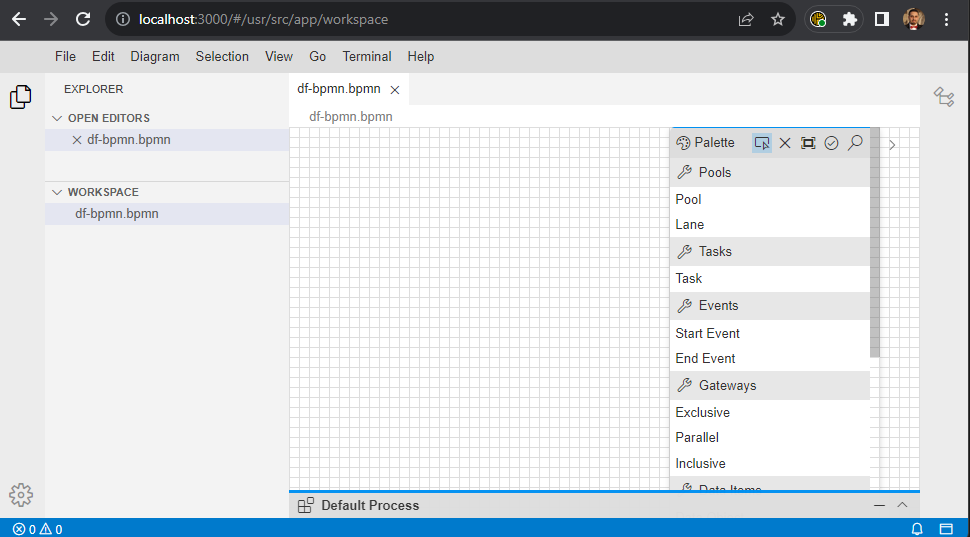 localhost:3000/#/usr/src/app/workspace
File Edit Diagram Selection View Go Terminal Help
EXPLORER
OPEN EDITORS
df-bpmn.bpmn
WORKSPACE
df-bpmn.bpmn
df-bpmn.bpmn
df-bpmn.bpmn
Palette
Pools
Pool
Lane
Tasks
Task
Events
Start Event
End Event
Gateways
Exclusive
Parallel
Inclusive
Data Items
Default Process
0 0